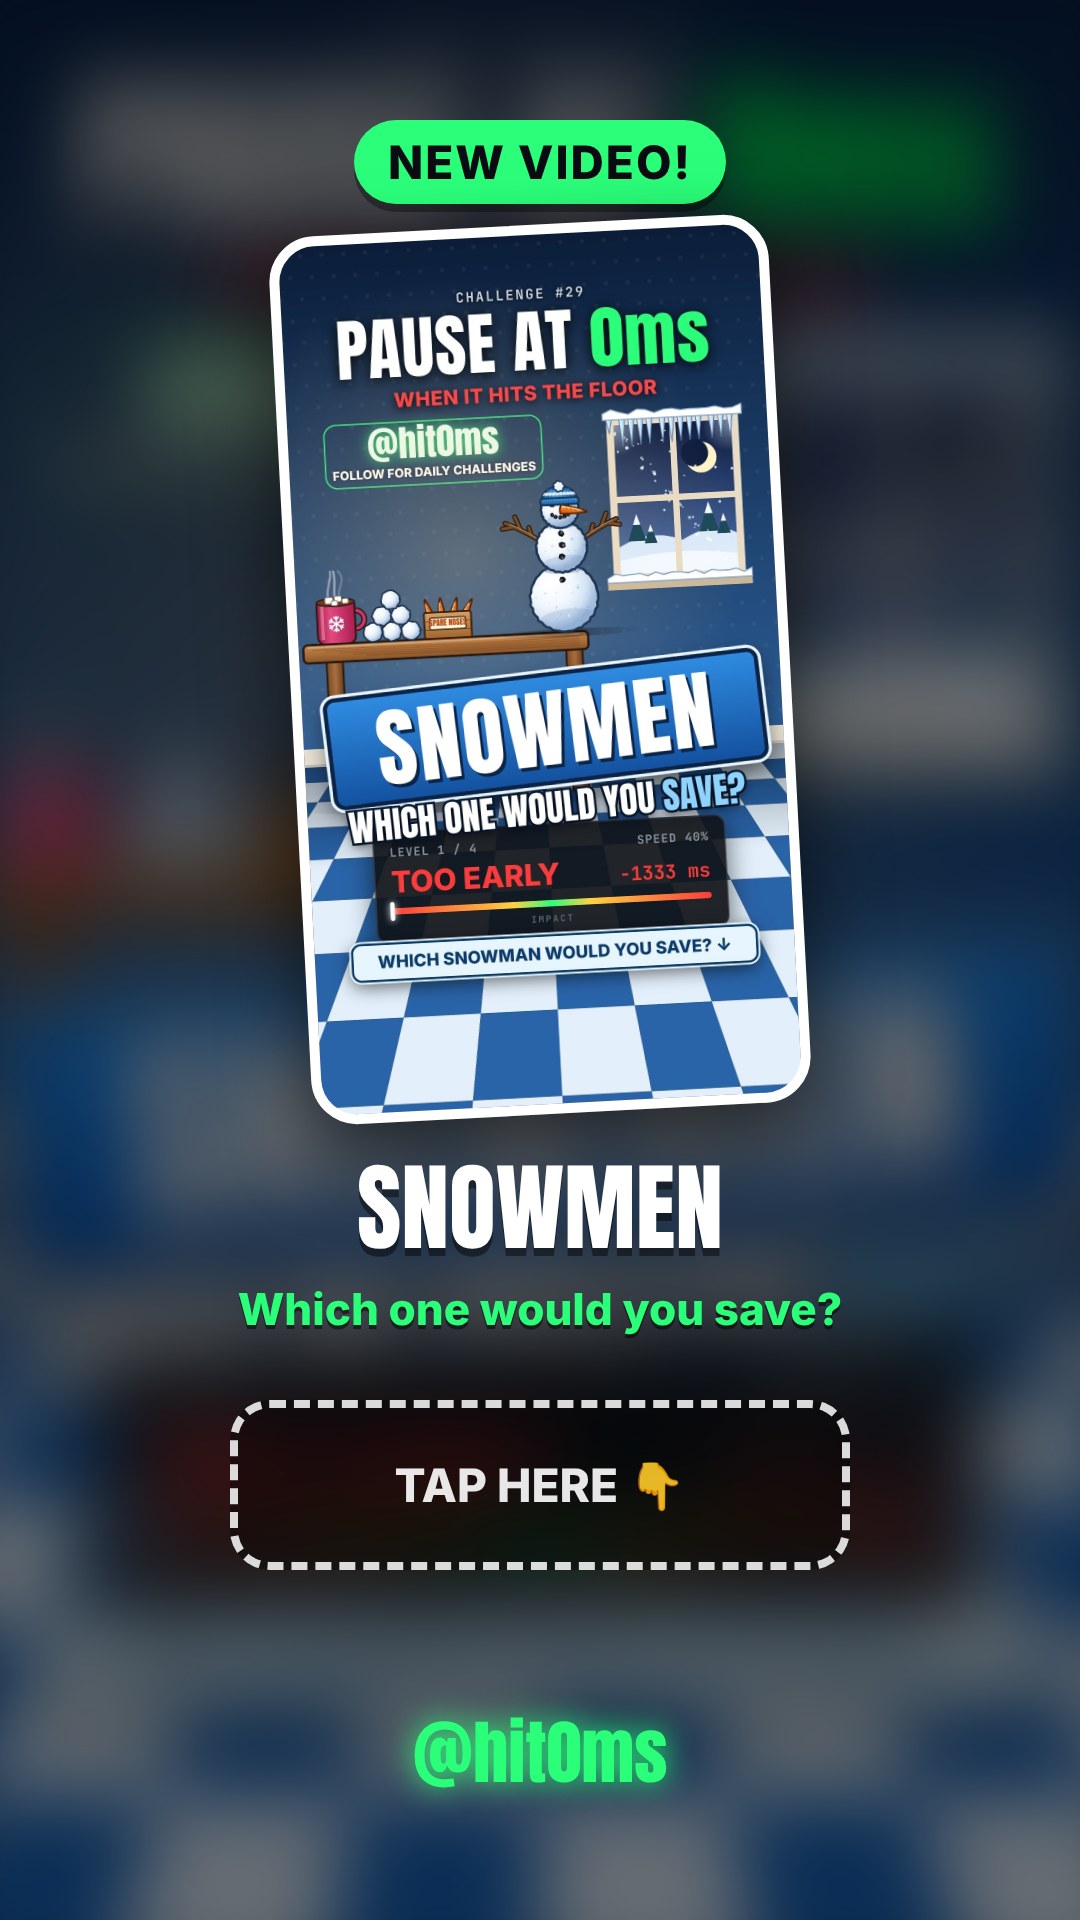 NEW VIDEO!
CHALLENGE #29
PAUSE AT 0ms
WHEN IT HITS THE FLOOR
@hit0ms
FOLLOW FOR DAILY CHALLENGES
SPARE NOSES
SNOWMEN
WHICH ONE WOULD YOU SAVE?
LEVEL 1 / 4
SPEED 40%
TOO EARLY
-1333 ms
IMPACT
WHICH SNOWMAN WOULD YOU SAVE? ↓
SNOWMEN
Which one would you save?
TAP HERE 👇
@hit0ms